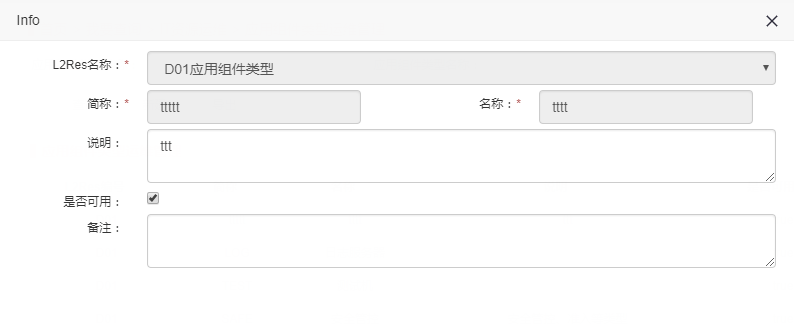 Info
L2Res名称：*
D01应用组件类型
简称：*
ttttt
名称：*
tttt
说明：
ttt
是否可用：
备注：